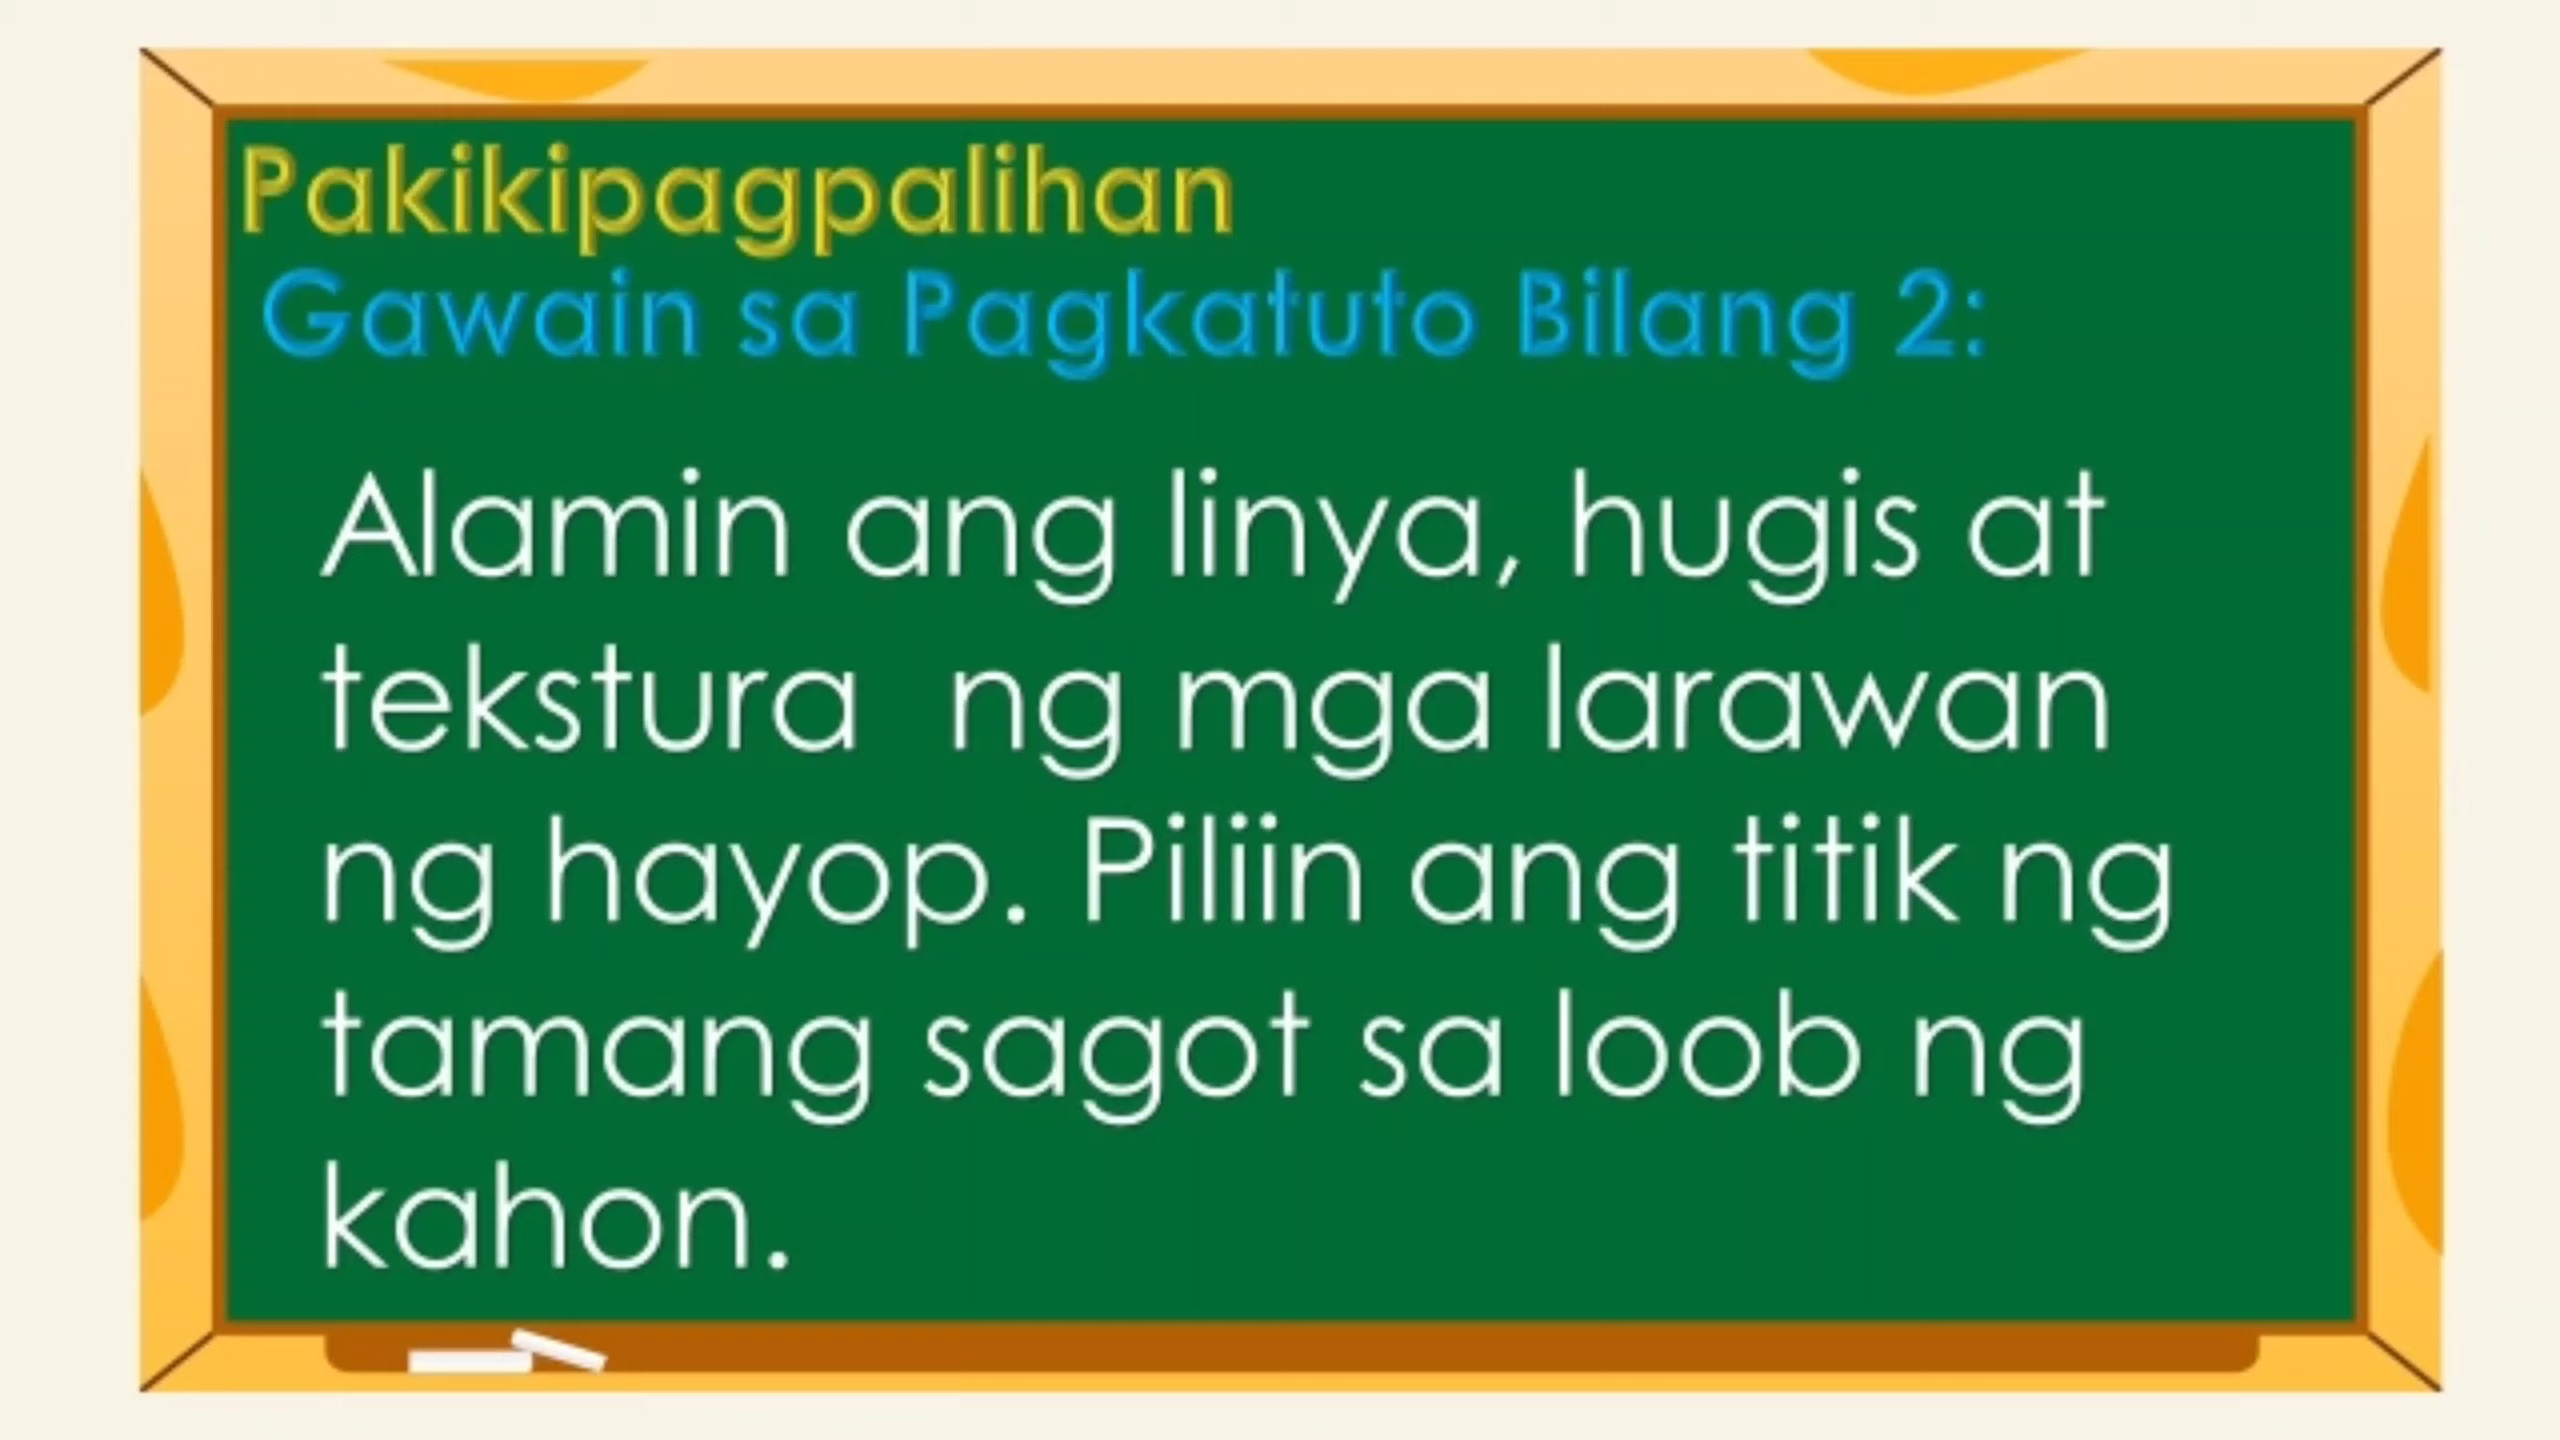 Pakikipagpalihan
Gawain sa Pagkatuto Bilang 2:
Alamin ang linya, hugis at
tekstura ng mga larawan
ng hayop. Piliin ang titik ng
tamang sagot sa loob ng
kahon.